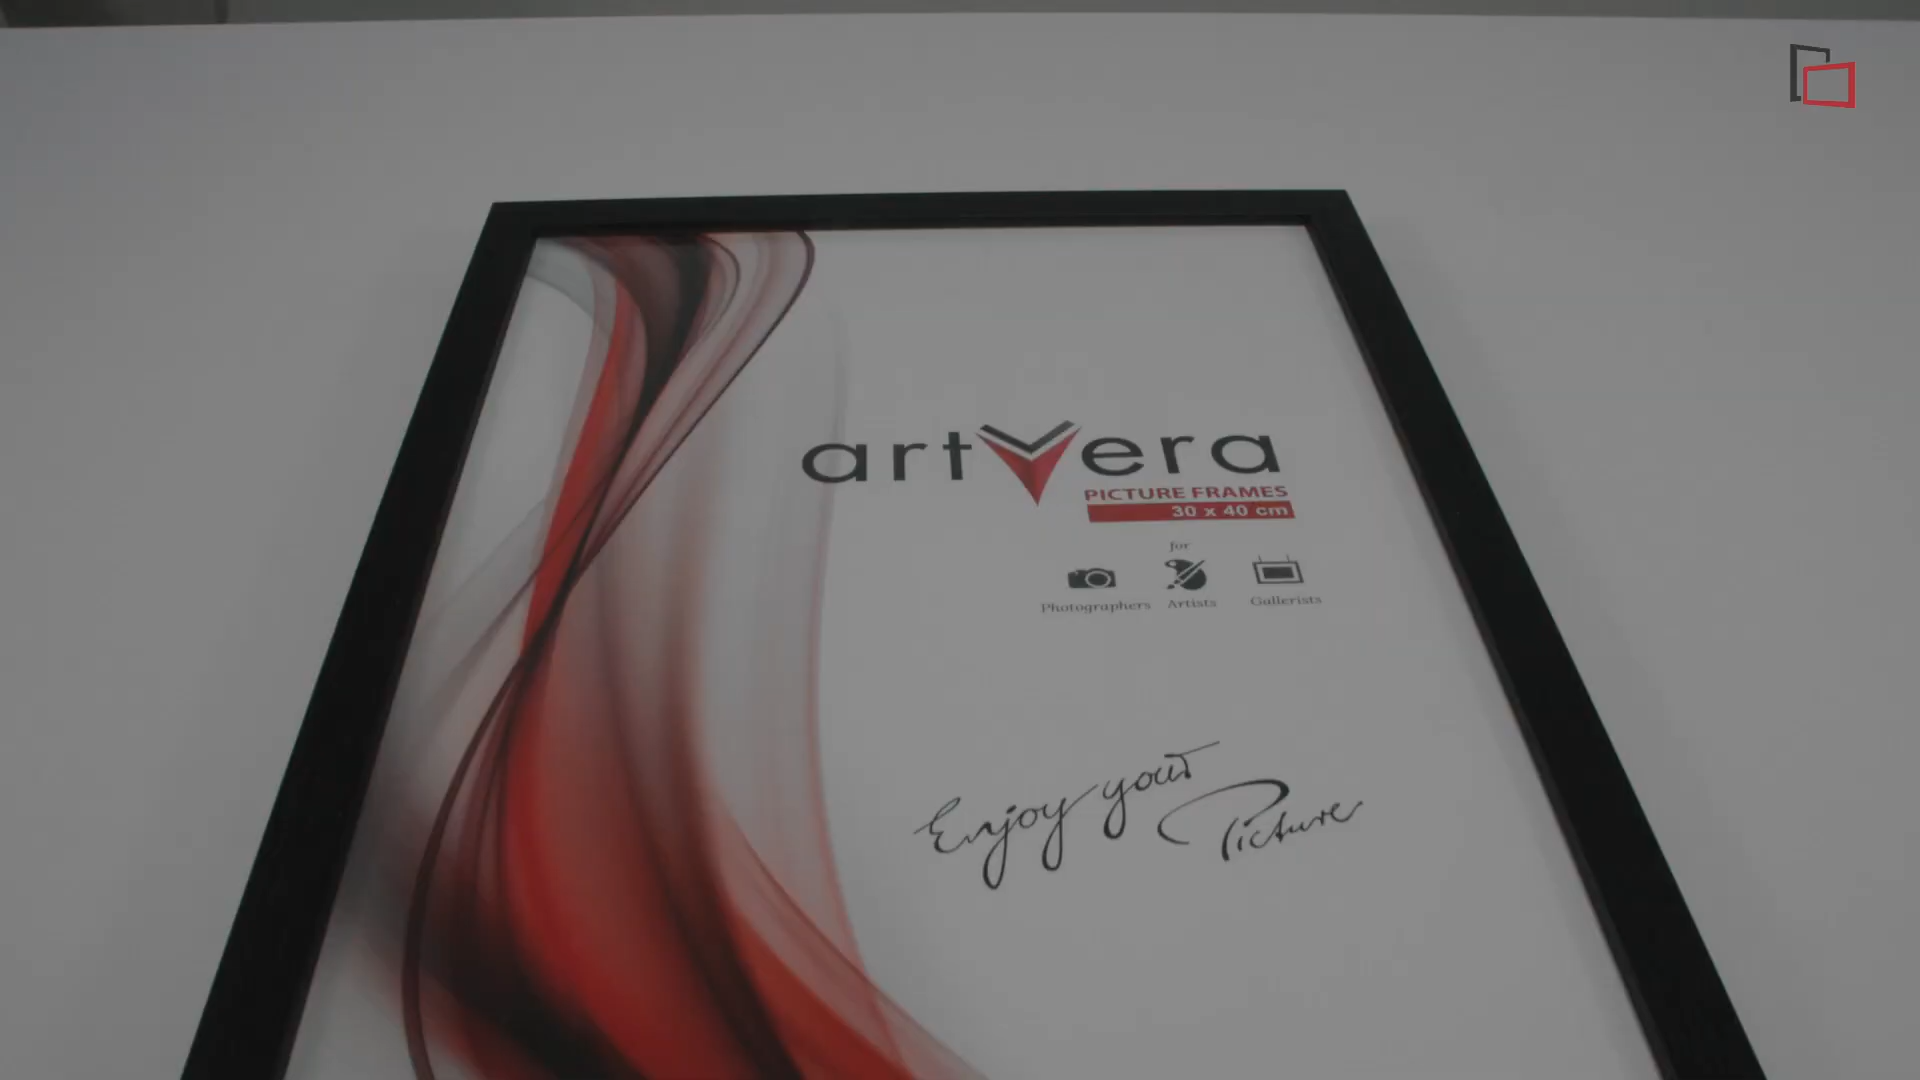 artVera
PICTURE FRAMES
30 x 40 cm
for
Photographers Artists Gallerists
Enjoy your
Picture